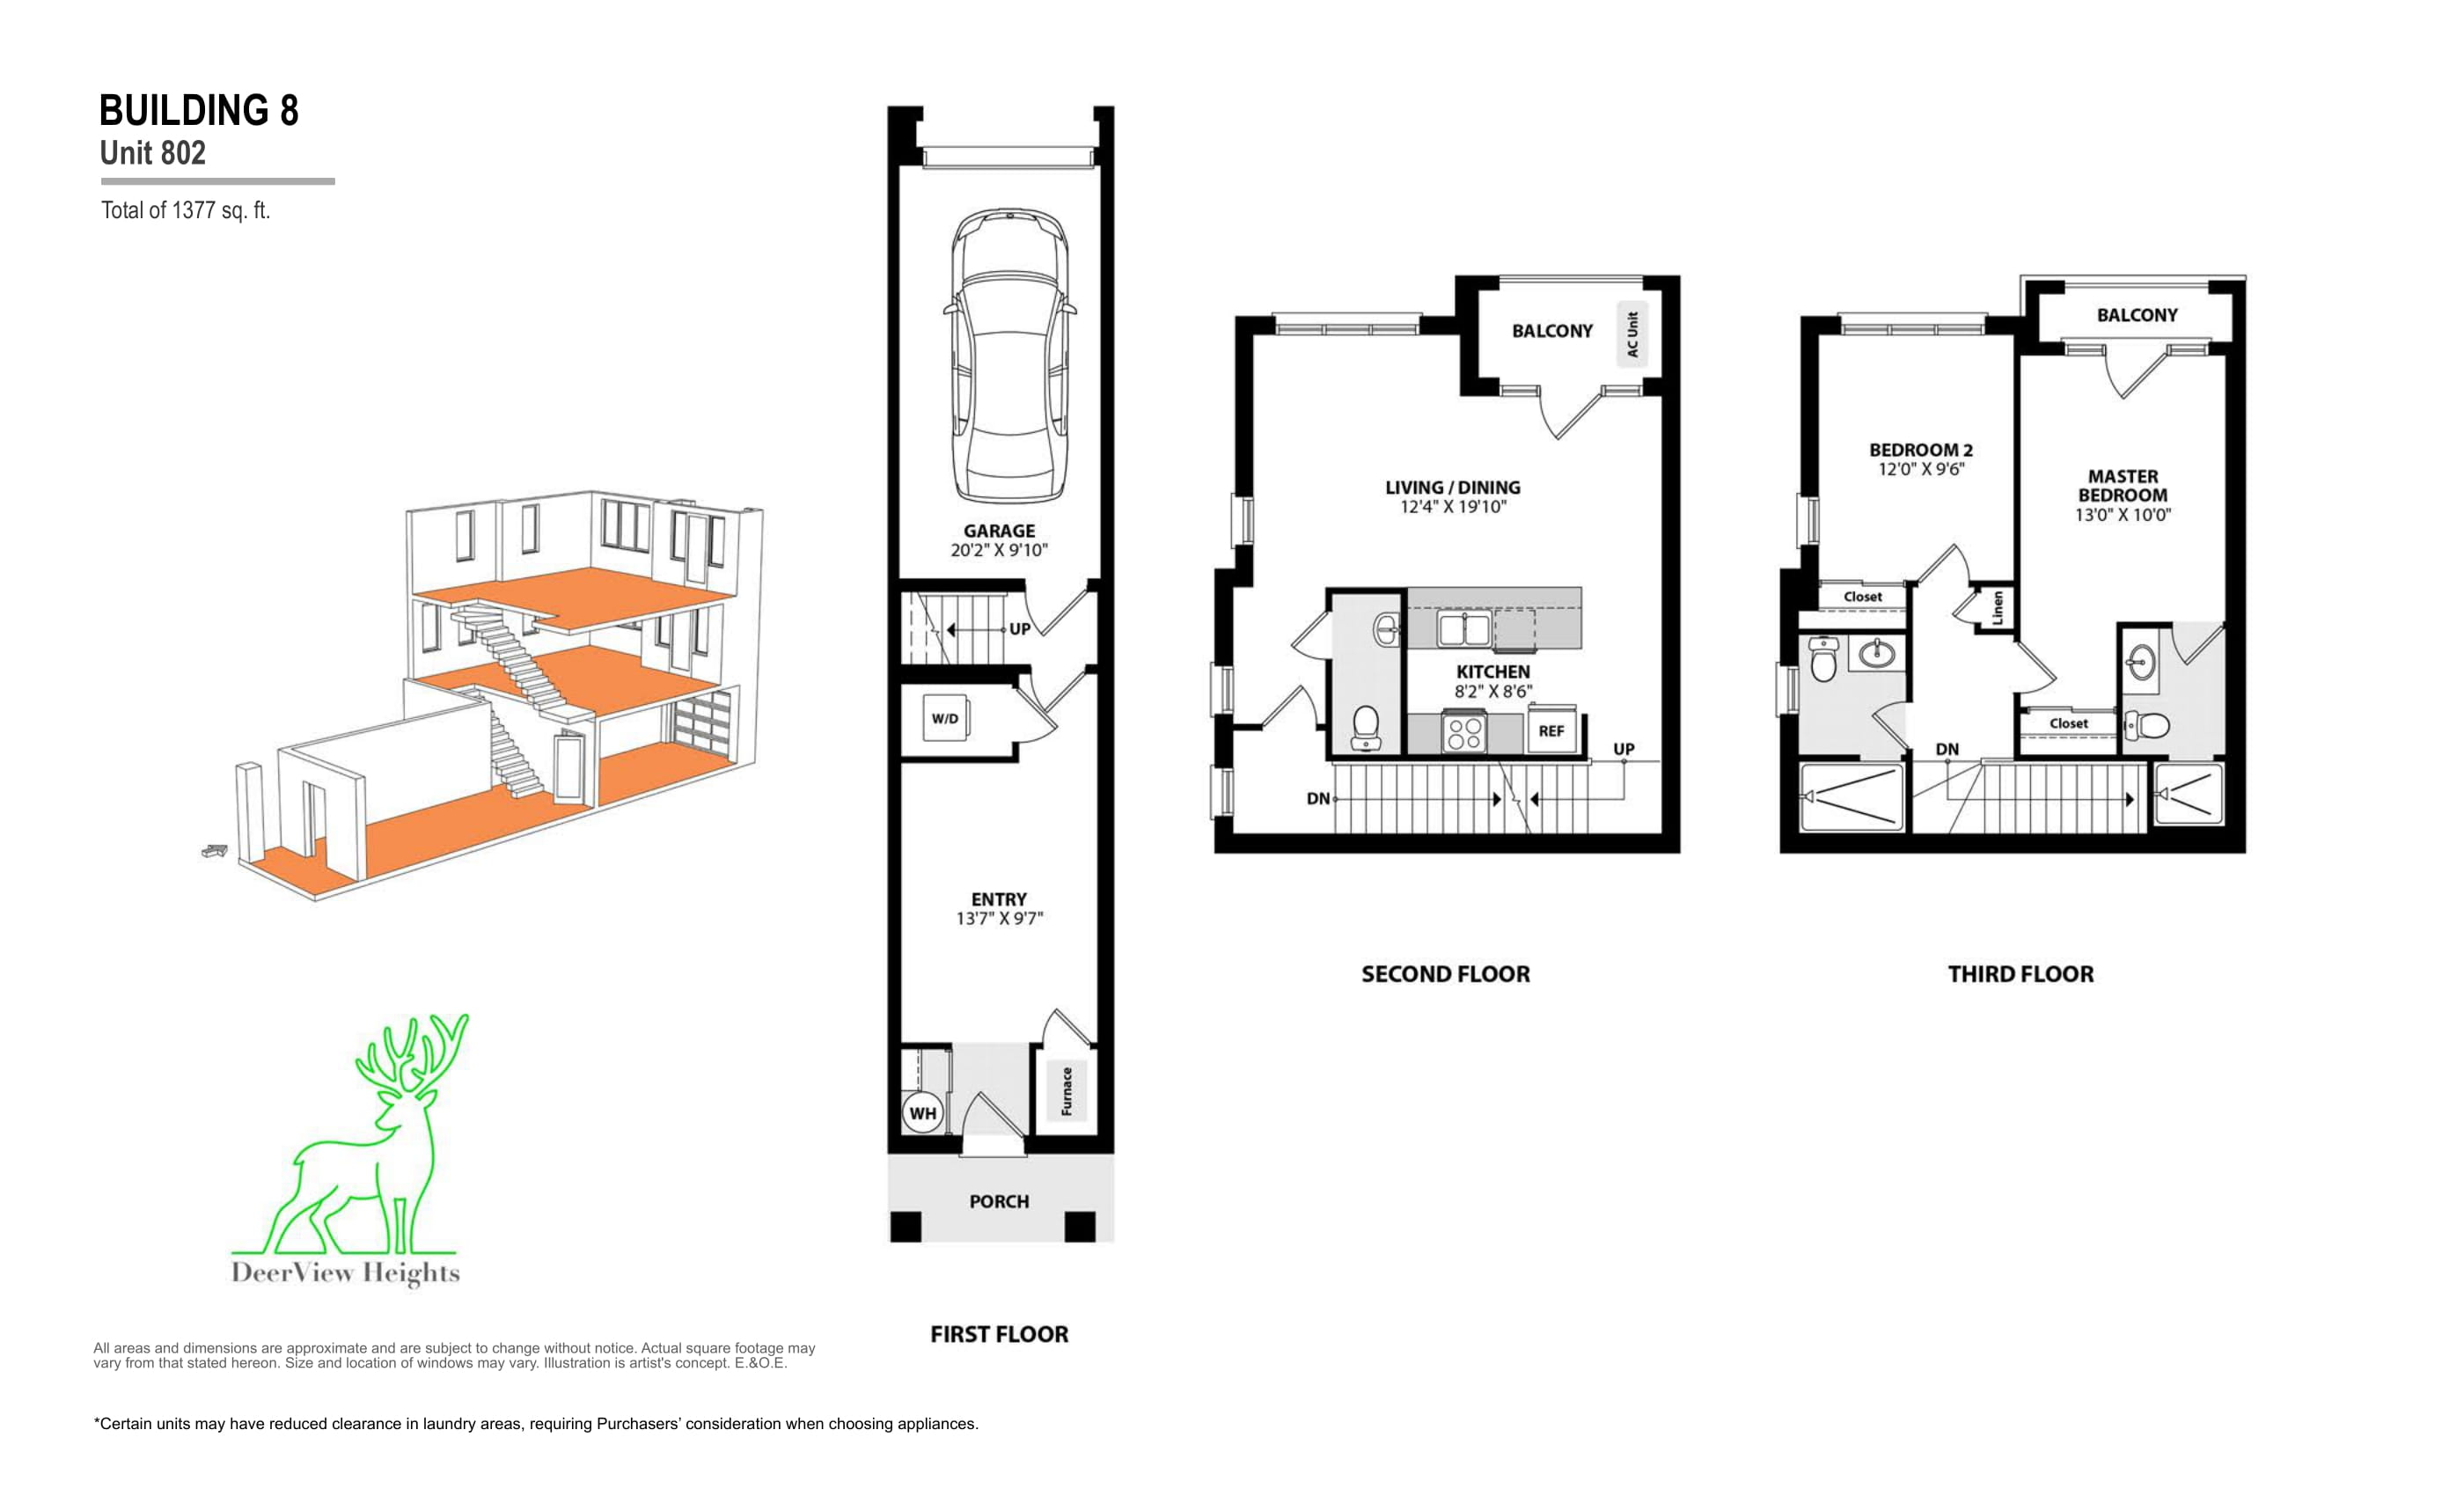 BUILDING 8
Unit 802
Total of 1377 sq. ft.
GARAGE
20'2" X 9'10"
UP
W/D
ENTRY
13'7" X 9'7"
WH
Furnace
PORCH
FIRST FLOOR
BALCONY
AC Unit
LIVING / DINING
12'4" X 19'10"
KITCHEN
8'2" X 8'6"
REF
UP
DN
SECOND FLOOR
BALCONY
BEDROOM 2
12'0" X 9'6"
MASTER
BEDROOM
13'0" X 10'0"
Closet
Linen
Closet
DN
THIRD FLOOR
DeerView Heights
All areas and dimensions are approximate and are subject to change without notice. Actual square footage may
vary from that stated hereon. Size and location of windows may vary. Illustration is artist's concept. E.&O.E.
*Certain units may have reduced clearance in laundry areas, requiring Purchasers’ consideration when choosing appliances.